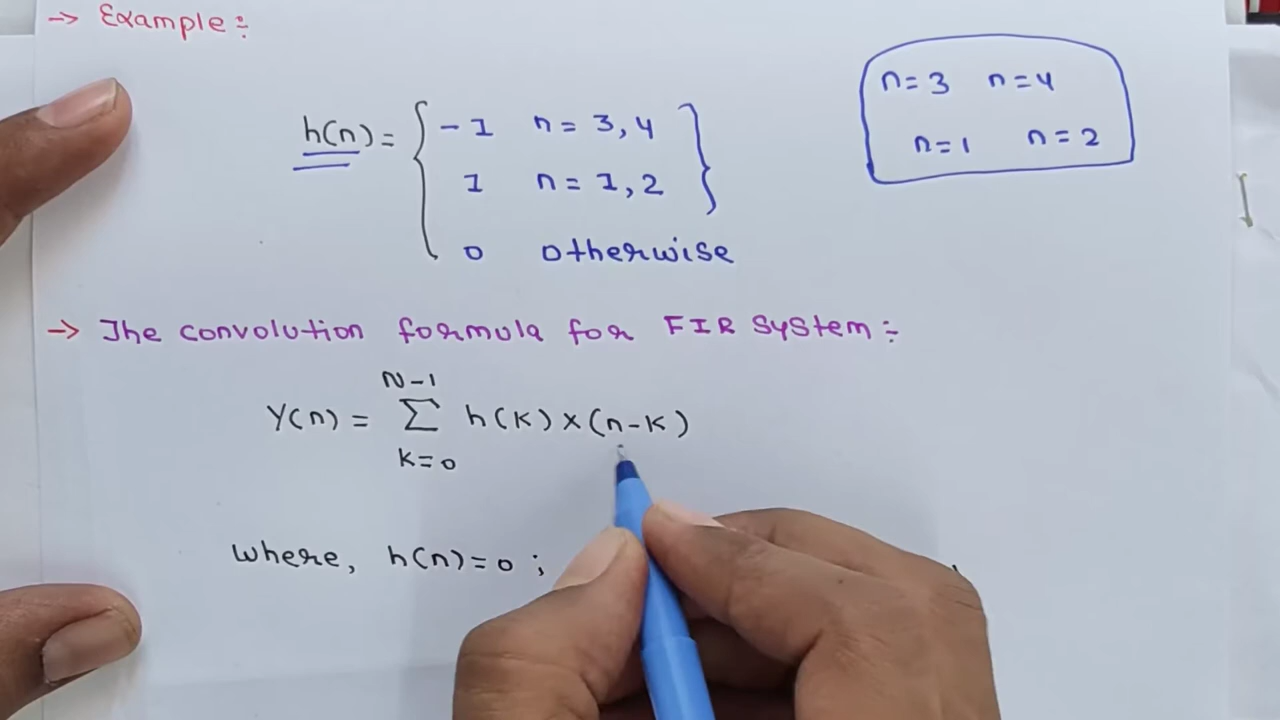 -> Example:-
h(n) = { -1 n = 3, 4 }
1 n = 1, 2
0 otherwise
n = 3 n = 4
n = 1 n = 2
-> The convolution formula for FIR System:-
N-1
Y(n) = Σ h(k) x (n-k)
k=0
where, h(n) = 0 ;